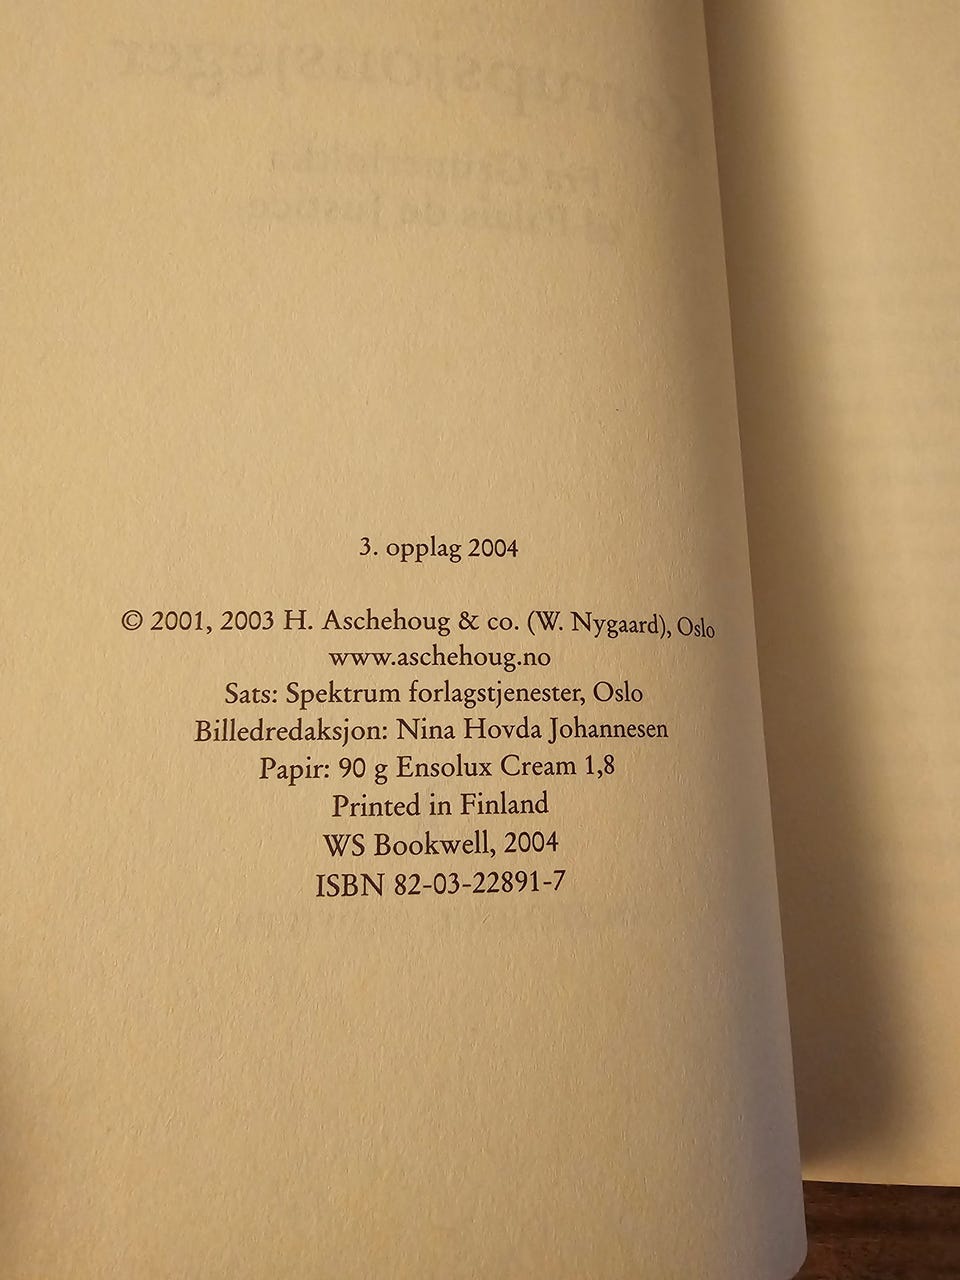 3. opplag 2004
© 2001, 2003 H. Aschehoug & co. (W. Nygaard), Oslo
www.aschehoug.no
Sats: Spektrum forlagstjenester, Oslo
Billedredaksjon: Nina Hovda Johannesen
Papir: 90 g Ensolux Cream 1,8
Printed in Finland
WS Bookwell, 2004
ISBN 82-03-22891-7